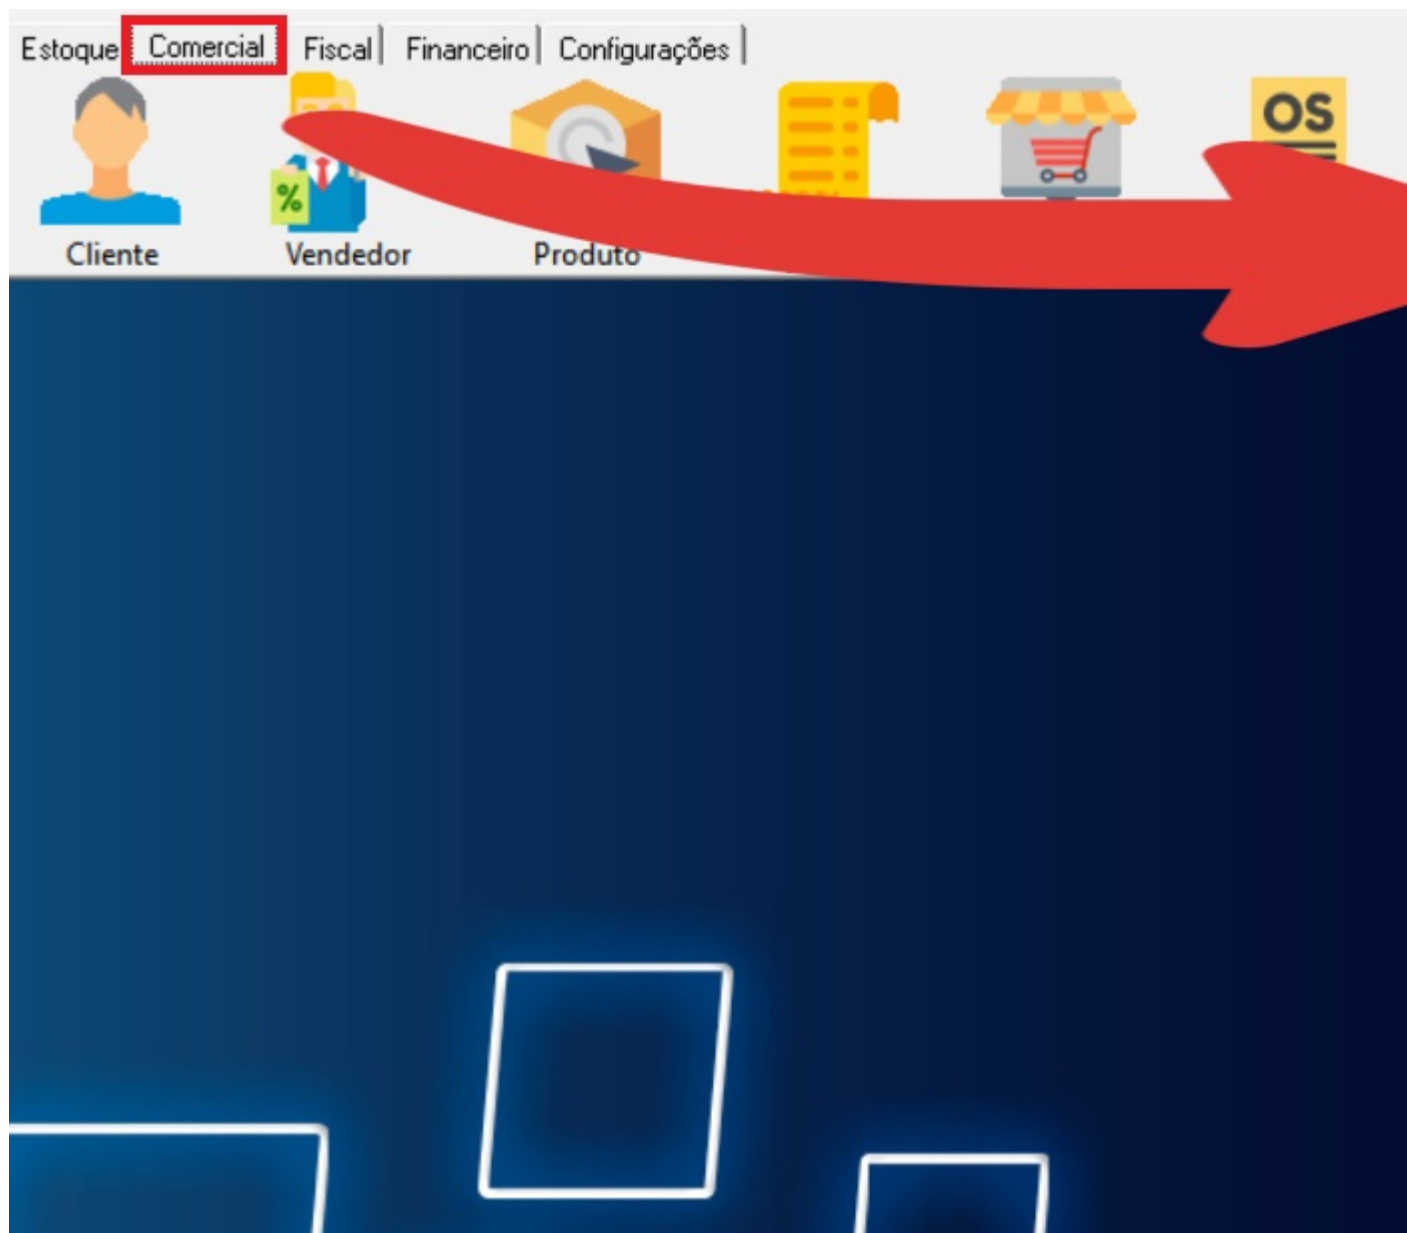 Estoque Comercial Fiscal Financeiro Configurações
% OS
Cliente Vendedor Produto